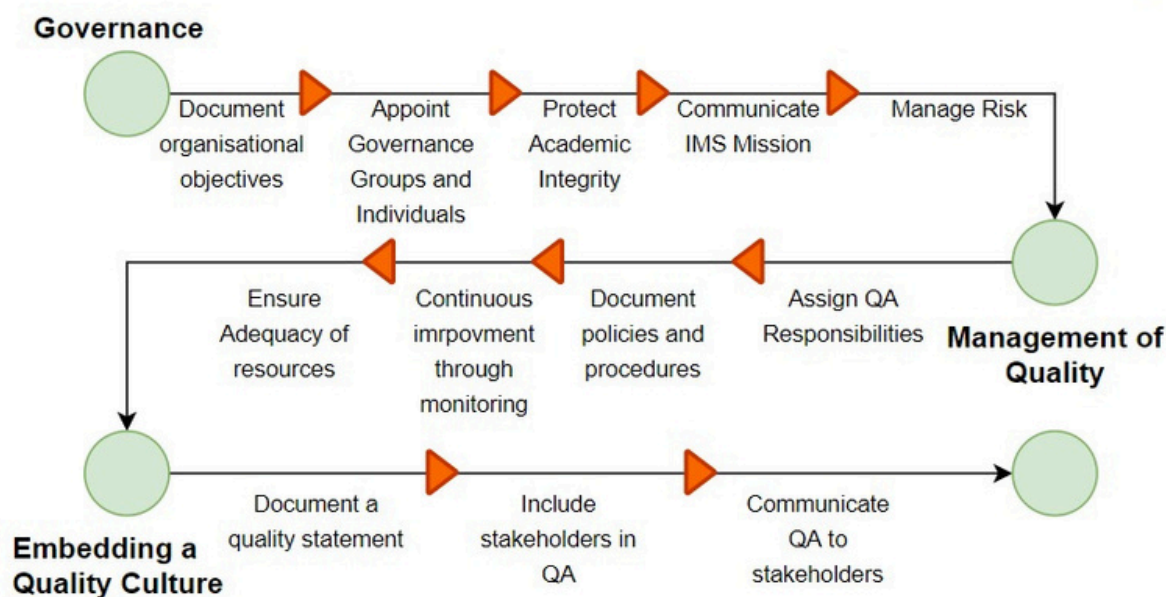 Governance
Document
organisational
objectives
Appoint
Governance
Groups and
Individuals
Protect
Academic
Integrity
Communicate
IMS Mission
Manage Risk
Assign QA
Responsibilities
Document
policies and
procedures
Continuous
imrpovment
through
monitoring
Ensure
Adequacy of
resources
Management of
Quality
Embedding a
Quality Culture
Document a
quality statement
Include
stakeholders in
QA
Communicate
QA to
stakeholders